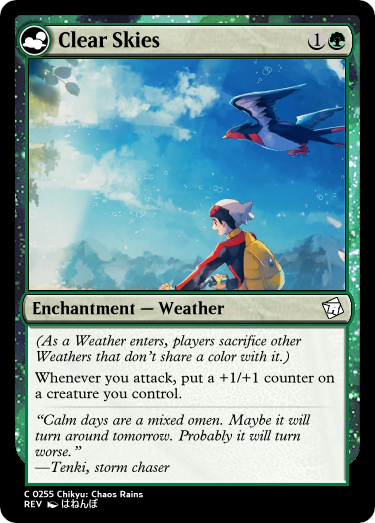 Clear Skies 1
Enchantment — Weather
(As a Weather enters, players sacrifice other
Weathers that don't share a color with it.)
Whenever you attack, put a +1/+1 counter on
a creature you control.
“Calm days are a mixed omen. Maybe it will
turn around tomorrow. Probably it will turn
worse.”
—Tenki, storm chaser
C 0255 Chikyu: Chaos Rains
REV はねんぼ